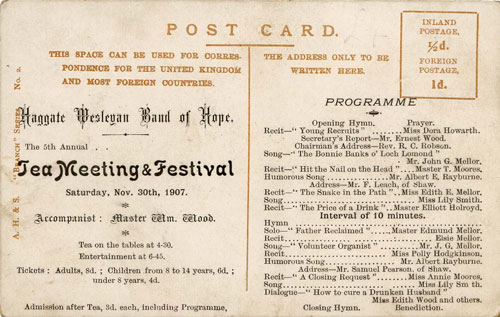 POST CARD.
THIS SPACE CAN BE USED FOR CORRES-
PONDENCE FOR THE UNITED KINGDOM
AND MOST FOREIGN COUNTRIES.
THE ADDRESS ONLY TO BE
WRITTEN HERE.
INLAND
POSTAGE,
½d.
FOREIGN
POSTAGE,
1d.
A. H. & S. "BRANCH" SERIES No. 2.
Haggate Wesleyan Band of Hope.
The 5th Annual . .
Tea Meeting & Festival
Saturday, Nov. 30th, 1907.
Accompanist : Master Wm. Wood.
Tea on the tables at 4-30.
Entertainment at 6-45.
Tickets : Adults, 8d. ; Children from 8 to 14 years, 6d. ;
under 8 years, 4d.
Admission after Tea, 3d. each, including Programme,
PROGRAMME
Opening Hymn. Prayer.
Recit—"Young Recruits" ........Miss Dora Howarth.
Secretary's Report—Mr. Ernest Wood.
Chairman's Address—Rev. R. C. Robson.
Song—"The Bonnie Banks o' Loch Lomond"
Mr. John G. Mellor.
Recit—"Hit the Nail on the Head" ....Master T. Moores,
Humorous Song........Mr. Albert R. Rayburne.
Address—Mr. F. Leach, of Shaw.
Recit—"The Snake in the Path" ..Miss Edith E. Mellor,
Song....................Miss Lily Smith.
Recit—"The Price of a Drink"..Master Elliott Holroyd,
Interval of 10 minutes.
Hymn
Solo—"Father Reclaimed" ......Master Edmund Mellor,
Recit....................Elsie Mellor.
Song—"Volunteer Organist" ........Mr. J. G. Mellor,
Recit....................Miss Polly Hodgkinson,
Humorous Song............Mr. Albert Rayburne.
Address—Mr. Samuel Pearson, of Shaw.
Recit—"A Closing Request" ......Miss Annie Moores,
Song....................Miss Lily Sm th.
Dialogue—"How to cure a Drunken Husband"
Miss Edith Wood and others.
Closing Hymn. Benediction.